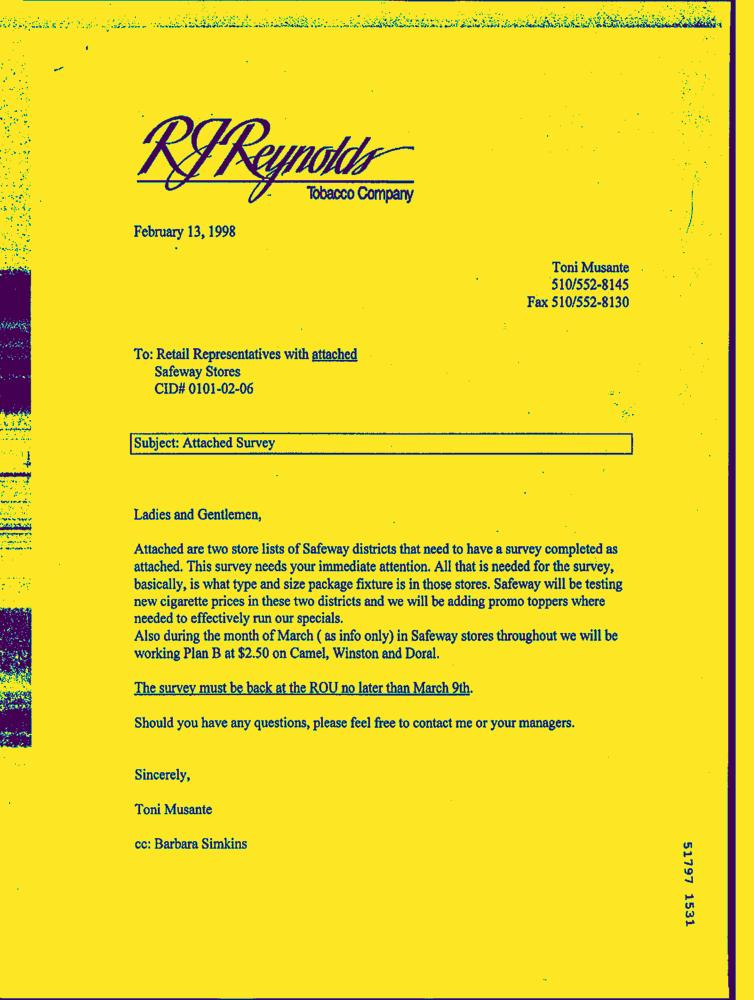 RJReynolds
Tobacco Company
February 13, 1998
Toni Musante
510/552-8145
Fax 510/552-8130
To: Retail Representatives with attached
Safeway Stores
CID# 0101-02-06
Subject: Attached Survey
Ladies and Gentlemen,
Attached are two store lists of Safeway districts that need to have a survey completed as
attached. This survey needs your immediate attention. All that is needed for the survey,
basically, is what type and size package fixture is in those stores. Safeway will be testing
new cigarette prices in these two districts and we will be adding promo toppers where
needed to effectively run our specials.
Also during the month of March ( as info only) in Safeway stores throughout we will be
working Plan B at $2.50 on Camel, Winston and Doral.
The survey must be back at the ROU no later than March 9th.
Should you have any questions, please feel free to contact me or your managers.
Sincerely,
Toni Musante
cc: Barbara Simkins
51797 1531